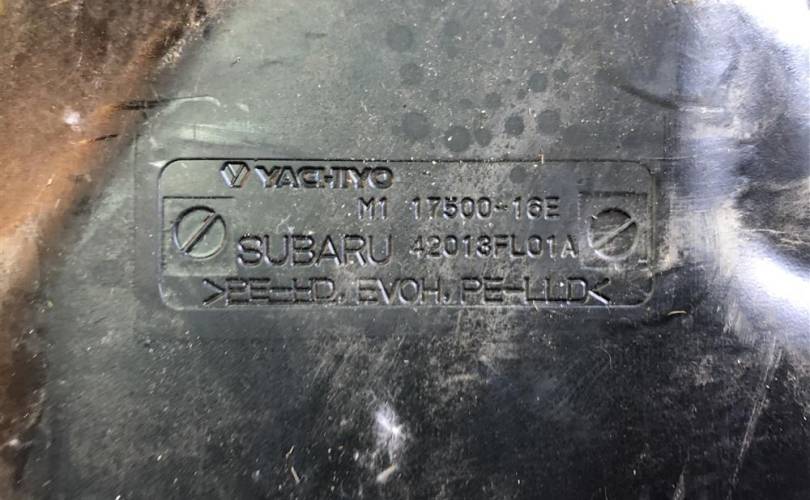 YACHIYO
M1 17500-16E
SUBARU 42013FL01A
>PE-HD, EVOH, PE-LLD<